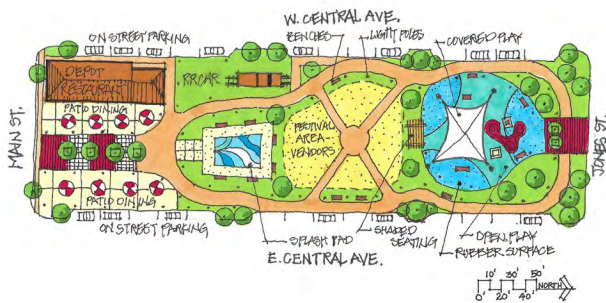 W. CENTRAL AVE.
ON STREET PARKING
BENCHES
LIGHT POLES
COVERED PLAY
DEPOT
RESTAURANT
RR CAR
PATIO DINING
MAIN ST.
FESTIVAL
AREA
VENDORS
JONES ST.
PATIO DINING
ON STREET PARKING
SPLASH PAD
SHADED
SEATING
OPEN PLAY
RUBBER SURFACE
E. CENTRAL AVE.
10' 30' 50'
0' 20' 40'
NORTH